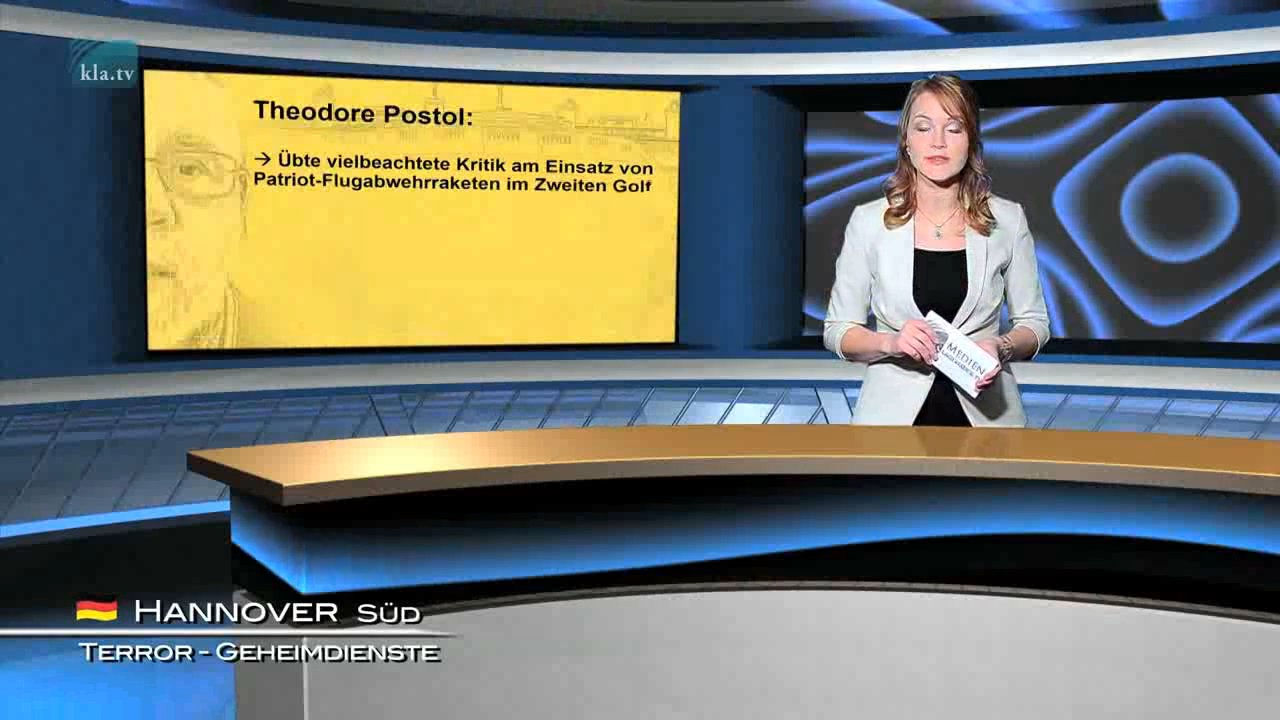 kla.tv
Theodore Postol:
→ Übte vielbeachtete Kritik am Einsatz von
Patriot-Flugabwehrraketen im Zweiten Golf
MEDIEN
HANNOVER SÜD
TERROR – GEHEIMDIENSTE